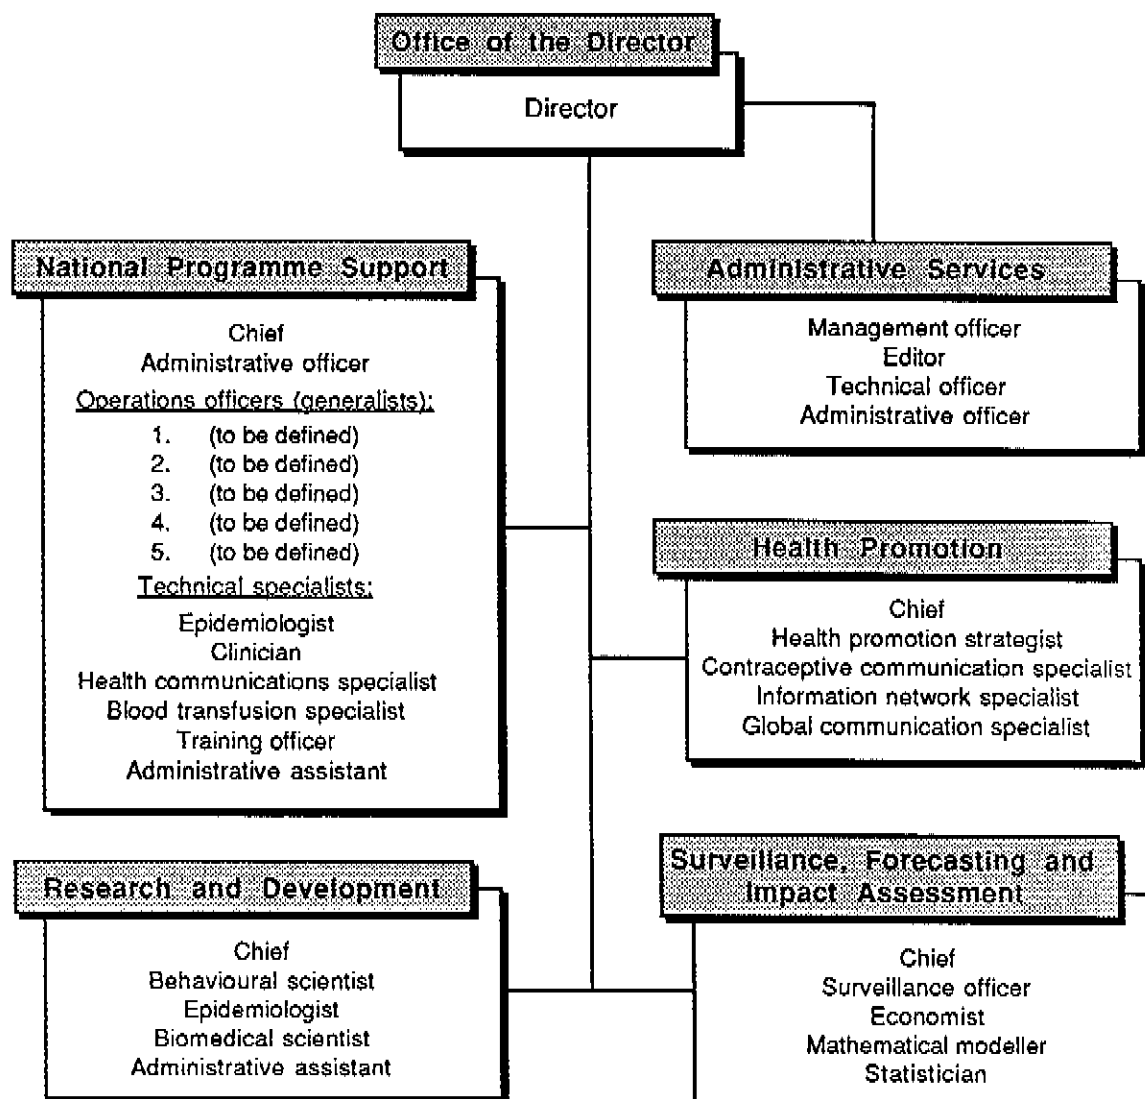 Office of the Director
Director
National Programme Support
Chief
Administrative officer
Operations officers (generalists):
1. (to be defined)
2. (to be defined)
3. (to be defined)
4. (to be defined)
5. (to be defined)
Technical specialists:
Epidemiologist
Clinician
Health communications specialist
Blood transfusion specialist
Training officer
Administrative assistant
Administrative Services
Management officer
Editor
Technical officer
Administrative officer
Health Promotion
Chief
Health promotion strategist
Contraceptive communication specialist
Information network specialist
Global communication specialist
Research and Development
Chief
Behavioural scientist
Epidemiologist
Biomedical scientist
Administrative assistant
Surveillance, Forecasting and
Impact Assessment
Chief
Surveillance officer
Economist
Mathematical modeller
Statistician